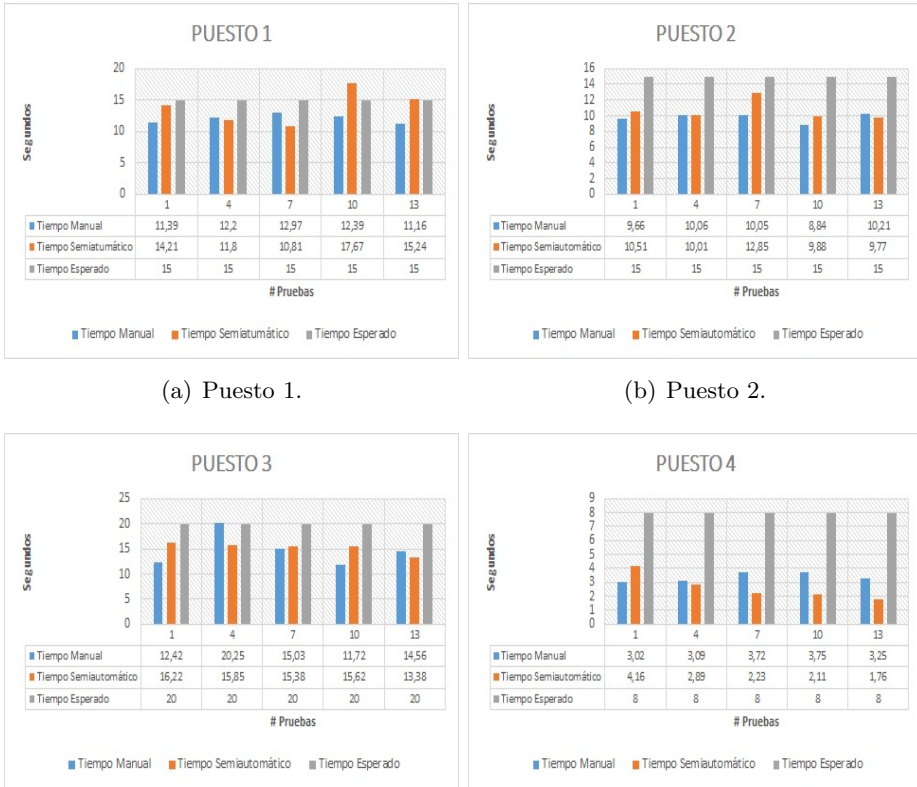 PUESTO 1
Segundos
20
15
10
5
0
1 4 7 10 13
Tiempo Manual 11,39 12,2 12,97 12,39 11,16
Tiempo Semiatumático 14,21 11,8 10,81 17,67 15,24
Tiempo Esperado 15 15 15 15 15
# Pruebas
Tiempo Manual Tiempo Semiatumático Tiempo Esperado
(a) Puesto 1.
PUESTO 2
Segundos
16
14
12
10
8
6
4
2
0
1 4 7 10 13
Tiempo Manual 9,66 10,06 10,05 8,84 10,21
Tiempo Semiautomático 10,51 10,01 12,85 9,88 9,77
Tiempo Esperado 15 15 15 15 15
# Pruebas
Tiempo Manual Tiempo Semiautomático Tiempo Esperado
(b) Puesto 2.
PUESTO 3
Segundos
25
20
15
10
5
0
1 4 7 10 13
Tiempo Manual 12,42 20,25 15,03 11,72 14,56
Tiempo Semiautomático 16,22 15,85 15,38 15,62 13,38
Tiempo Esperado 20 20 20 20 20
# Pruebas
Tiempo Manual Tiempo Semiautomático Tiempo Esperado
PUESTO 4
Segundos
9
8
7
6
5
4
3
2
1
0
1 4 7 10 13
Tiempo Manual 3,02 3,09 3,72 3,75 3,25
Tiempo Semiautomático 4,16 2,89 2,23 2,11 1,76
Tiempo Esperado 8 8 8 8 8
# Pruebas
Tiempo Manual Tiempo Semiautomático Tiempo Esperado